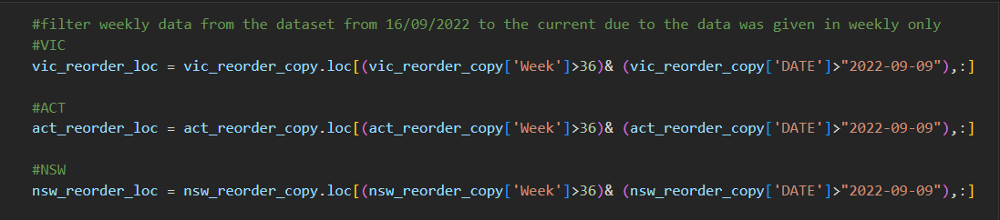 #filter weekly data from the dataset from 16/09/2022 to the current due to the data was given in weekly only
#VIC
vic_reorder_loc = vic_reorder_copy.loc[(vic_reorder_copy['Week']>36)& (vic_reorder_copy['DATE']>"2022-09-09"),:]
#ACT
act_reorder_loc = act_reorder_copy.loc[(act_reorder_copy['Week']>36)& (act_reorder_copy['DATE']>"2022-09-09"),:]
#NSW
nsw_reorder_loc = nsw_reorder_copy.loc[(nsw_reorder_copy['Week']>36)& (nsw_reorder_copy['DATE']>"2022-09-09"),:]